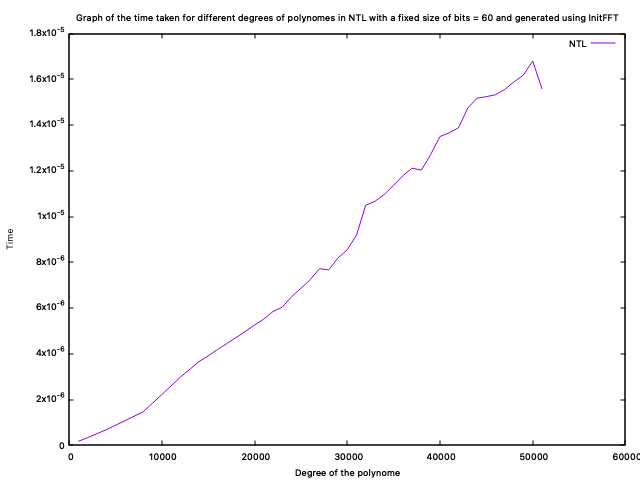 Graph of the time taken for different degrees of polynomes in NTL with a fixed size of bits = 60 and generated using InitFFT
1.8x10⁻⁵
NTL
1.6x10⁻⁵
1.4x10⁻⁵
1.2x10⁻⁵
1x10⁻⁵
Time
8x10⁻⁶
6x10⁻⁶
4x10⁻⁶
2x10⁻⁶
0
0 10000 20000 30000 40000 50000 60000
Degree of the polynome